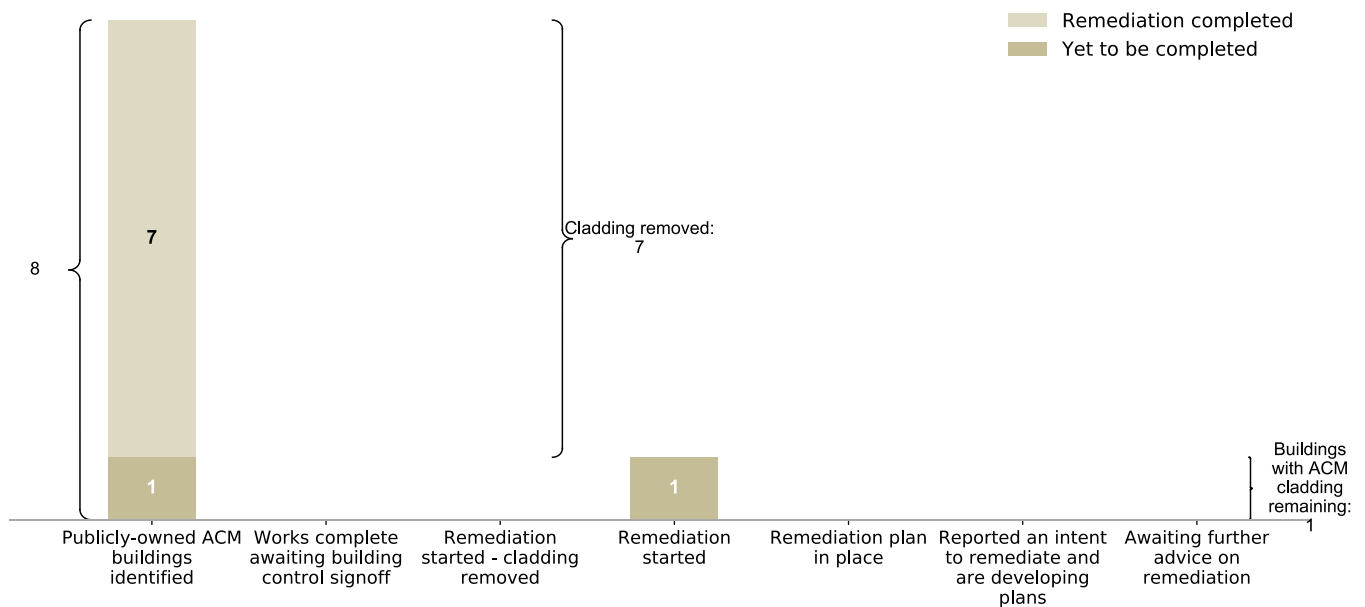 Remediation completed
Yet to be completed
8
7
1
Cladding removed:
7
1
Buildings
with ACM
cladding
remaining:
1
Publicly-owned ACM
buildings
identified
Works complete
awaiting building
control signoff
Remediation
started - cladding
removed
Remediation
started
Remediation plan
in place
Reported an intent
to remediate and
are developing
plans
Awaiting further
advice on
remediation